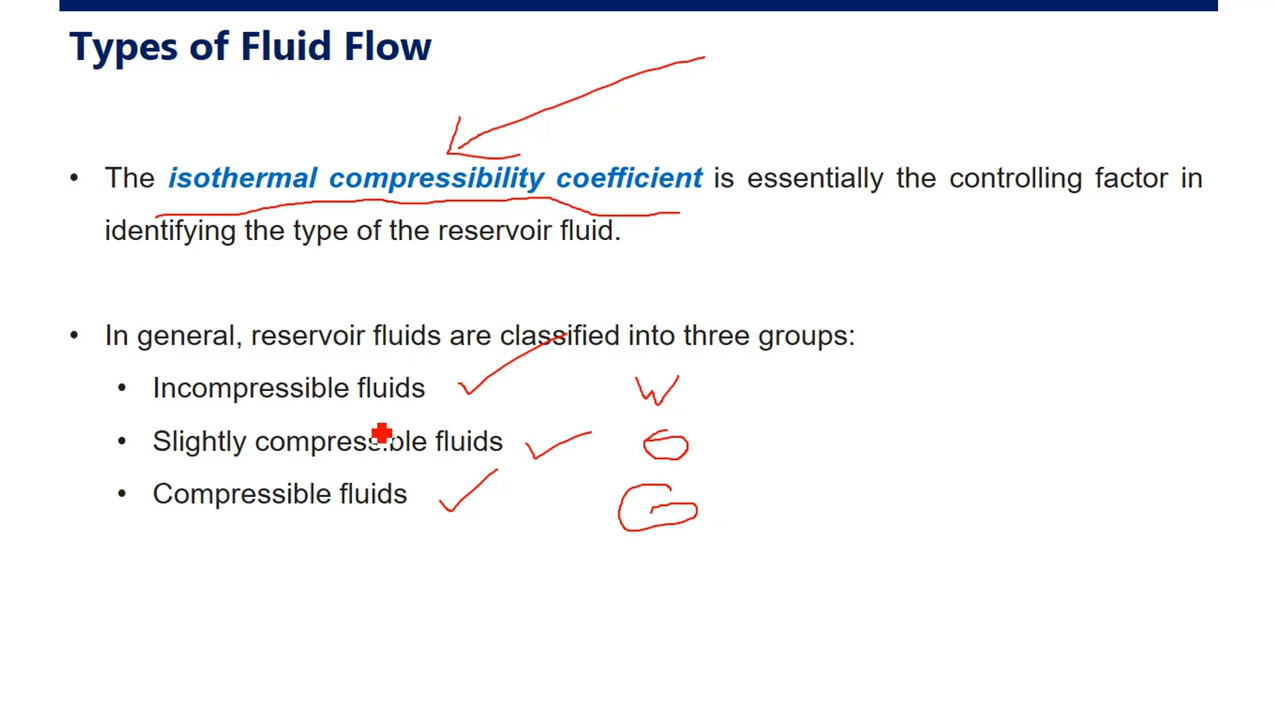 Types of Fluid Flow
• The isothermal compressibility coefficient is essentially the controlling factor in
identifying the type of the reservoir fluid.
• In general, reservoir fluids are classified into three groups:
• Incompressible fluids W
• Slightly compressible fluids O
• Compressible fluids G